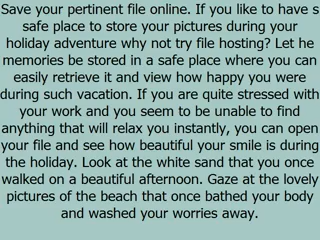 Save your pertinent file online. If you like to have s
safe place to store your pictures during your
holiday adventure why not try file hosting? Let he
memories be stored in a safe place where you can
easily retrieve it and view how happy you were
during such vacation. If you are quite stressed with
your work and you seem to be unable to find
anything that will relax you instantly, you can open
your file and see how beautiful your smile is during
the holiday. Look at the white sand that you once
walked on a beautiful afternoon. Gaze at the lovely
pictures of the beach that once bathed your body
and washed your worries away.